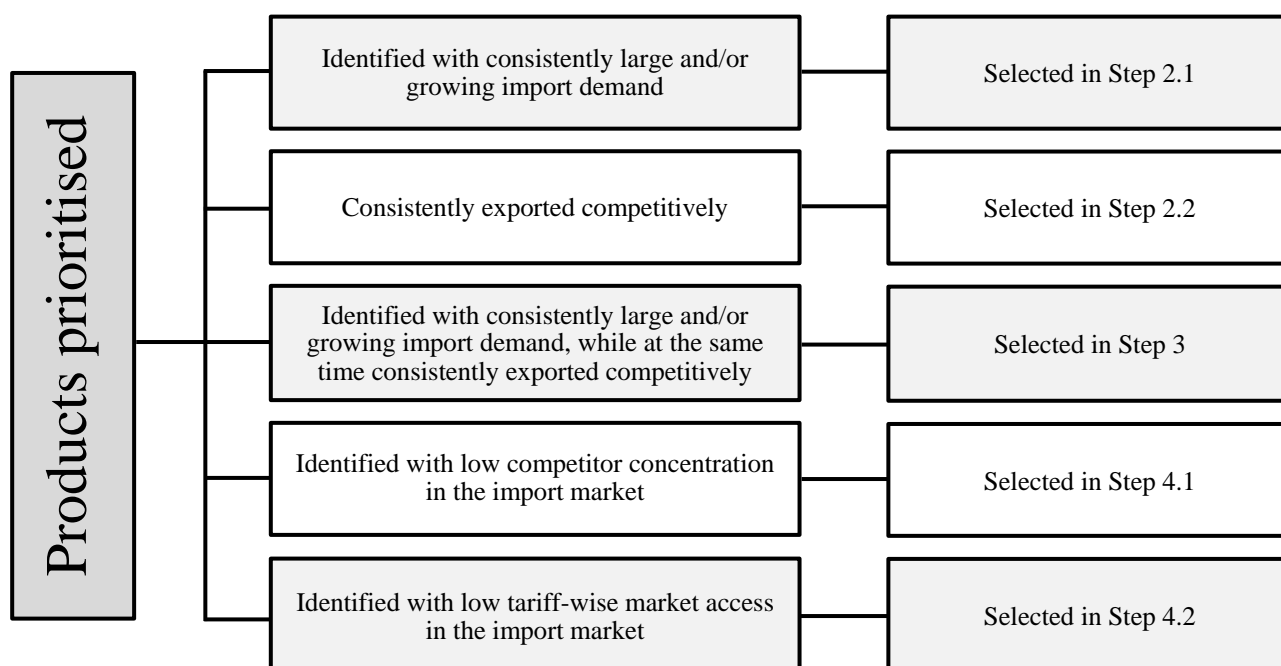 Products prioritised
Identified with consistently large and/or
growing import demand
Selected in Step 2.1
Consistently exported competitively
Selected in Step 2.2
Identified with consistently large and/or
growing import demand, while at the same
time consistently exported competitively
Selected in Step 3
Identified with low competitor concentration
in the import market
Selected in Step 4.1
Identified with low tariff-wise market access
in the import market
Selected in Step 4.2